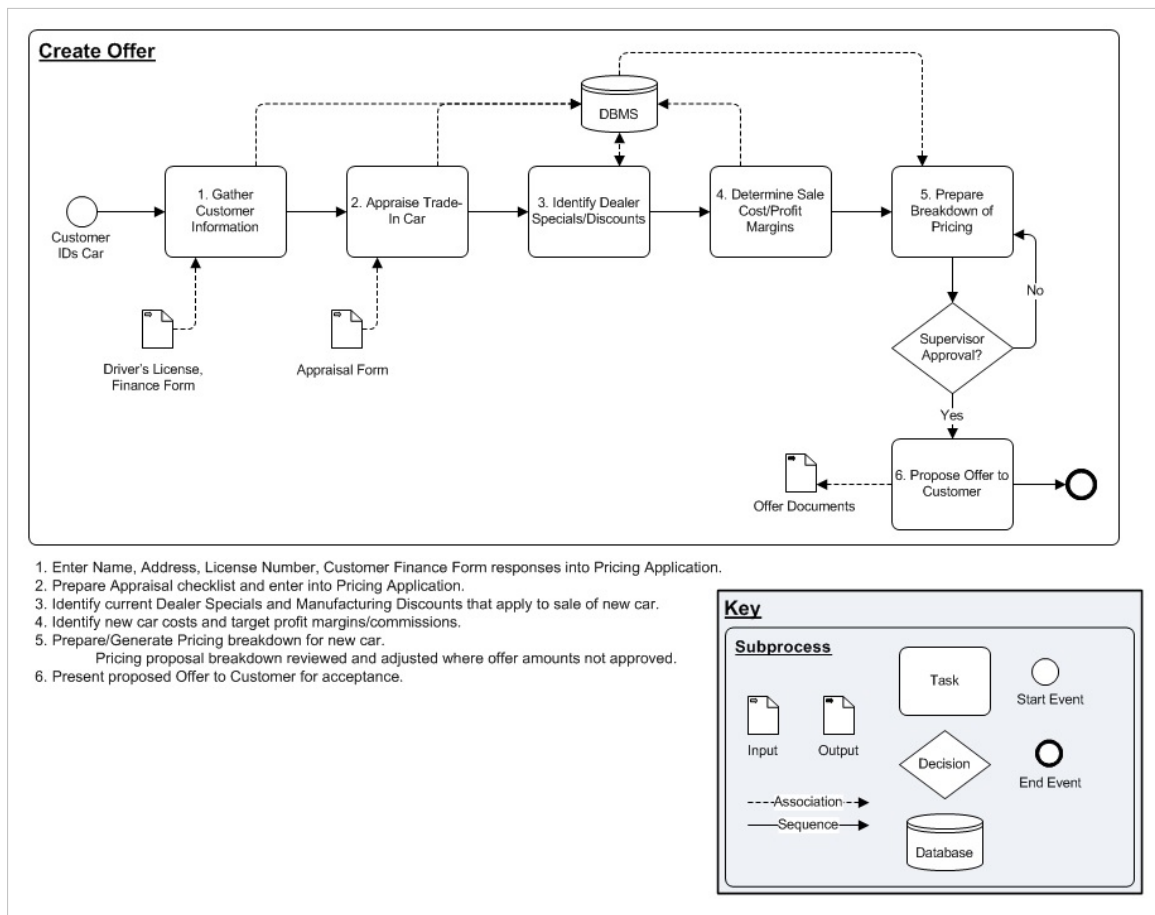 Create Offer
DBMS
1. Gather
Customer
Information
2. Appraise Trade-
In Car
3. Identify Dealer
Specials/Discounts
4. Determine Sale
Cost/Profit
Margins
5. Prepare
Breakdown of
Pricing
Customer
IDs Car
No
Driver's License,
Finance Form
Appraisal Form
Supervisor
Approval?
Yes
6. Propose Offer to
Customer
Offer Documents
1. Enter Name, Address, License Number, Customer Finance Form responses into Pricing Application.
2. Prepare Appraisal checklist and enter into Pricing Application.
3. Identify current Dealer Specials and Manufacturing Discounts that apply to sale of new car.
4. Identify new car costs and target profit margins/commissions.
5. Prepare/Generate Pricing breakdown for new car.
Pricing proposal breakdown reviewed and adjusted where offer amounts not approved.
6. Present proposed Offer to Customer for acceptance.
Key
Subprocess
Task
Start Event
Input
Output
Decision
End Event
Association
Sequence
Database